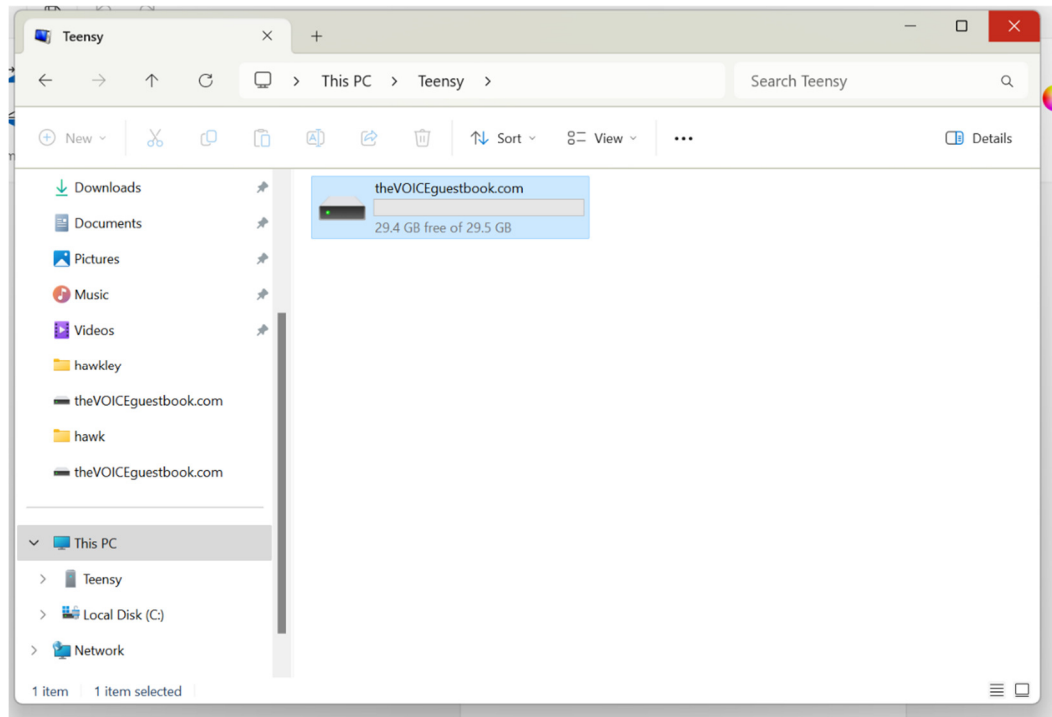 Teensy
This PC > Teensy >
Search Teensy
New
Sort
View
Details
Downloads
Documents
Pictures
Music
Videos
hawkley
theVOICEguestbook.com
hawk
theVOICEguestbook.com
This PC
Teensy
Local Disk (C:)
Network
theVOICEguestbook.com
29.4 GB free of 29.5 GB
1 item 1 item selected